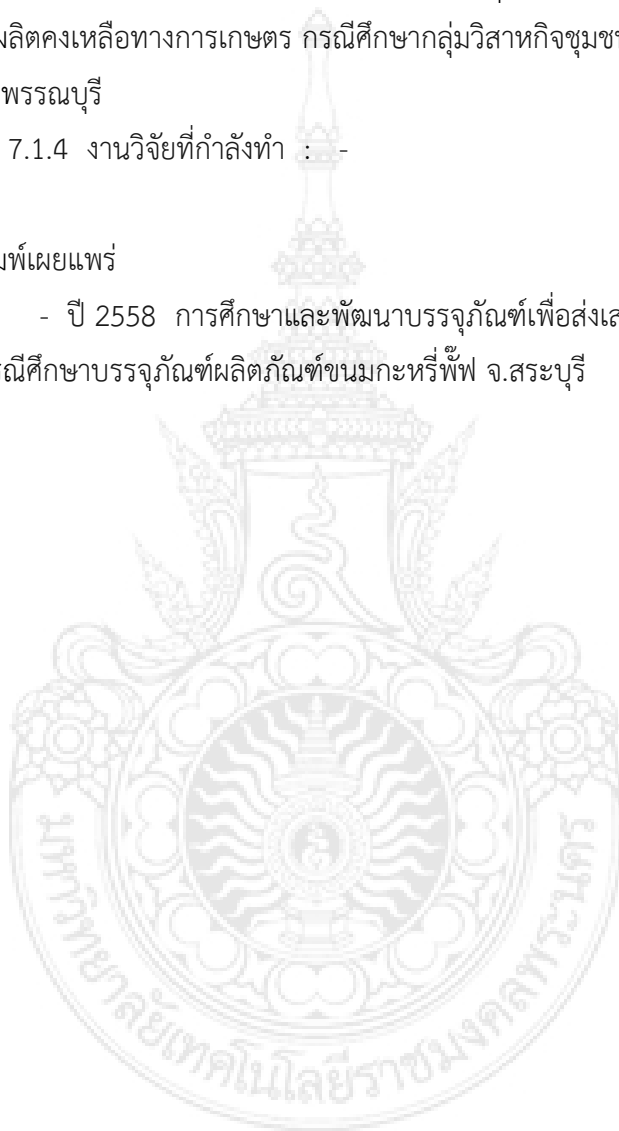 ผลิตคงเหลือทางการเกษตร กรณีศึกษากลุ่มวิสาหกิจชุมชน
พรรณบุรี
7.1.4 งานวิจัยที่กำลังทำ : -
มพ์เผยแพร่
- ปี 2558 การศึกษาและพัฒนาบรรจุภัณฑ์เพื่อส่งเส
รณีศึกษาบรรจุภัณฑ์ผลิตภัณฑ์ขนมกะหรี่พั๊ฟ จ.สระบุรี
มหาวิทยาลัยเทคโนโลยีราชมงคลพระนคร